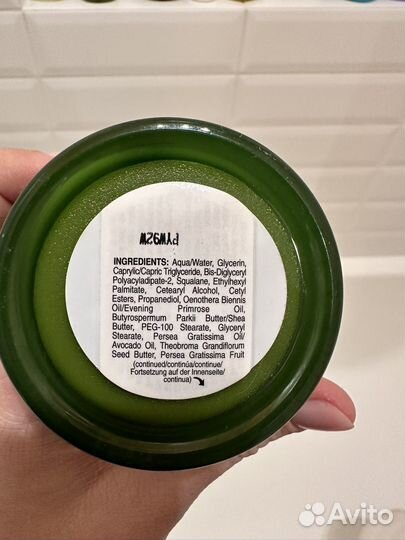 PYW92W
INGREDIENTS: Aqua/Water, Glycerin,
Caprylic/Capric Triglyceride, Bis-Diglyceryl
Polyacyladipate-2, Squalane, Ethylhexyl
Palmitate, Cetearyl Alcohol, Cetyl
Esters, Propanediol, Oenothera Biennis
Oil/Evening Primrose Oil,
Butyrospermum Parkii Butter/Shea
Butter, PEG-100 Stearate, Glyceryl
Stearate, Persea Gratissima Oil/
Avocado Oil, Theobroma Grandiflorum
Seed Butter, Persea Gratissima Fruit
(continued/continúa/continue/
Fortsetzung auf der Innenseite/
continua)
Avito